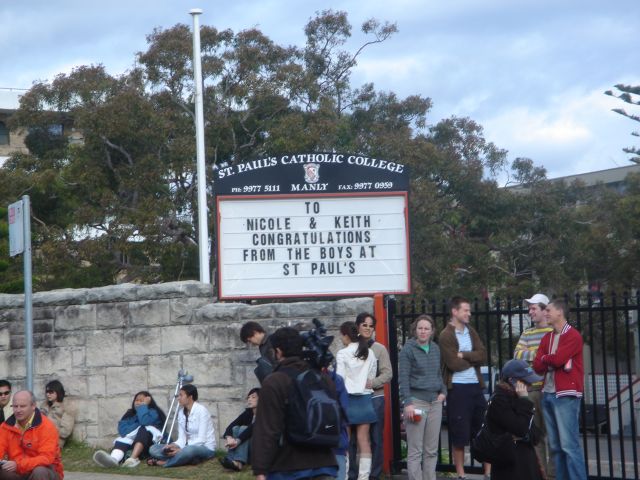 ST. PAUL'S CATHOLIC COLLEGE
PH: 9977 5111 MANLY FAX: 9977 0959
TO
NICOLE & KEITH
CONGRATULATIONS
FROM THE BOYS AT
ST PAUL'S